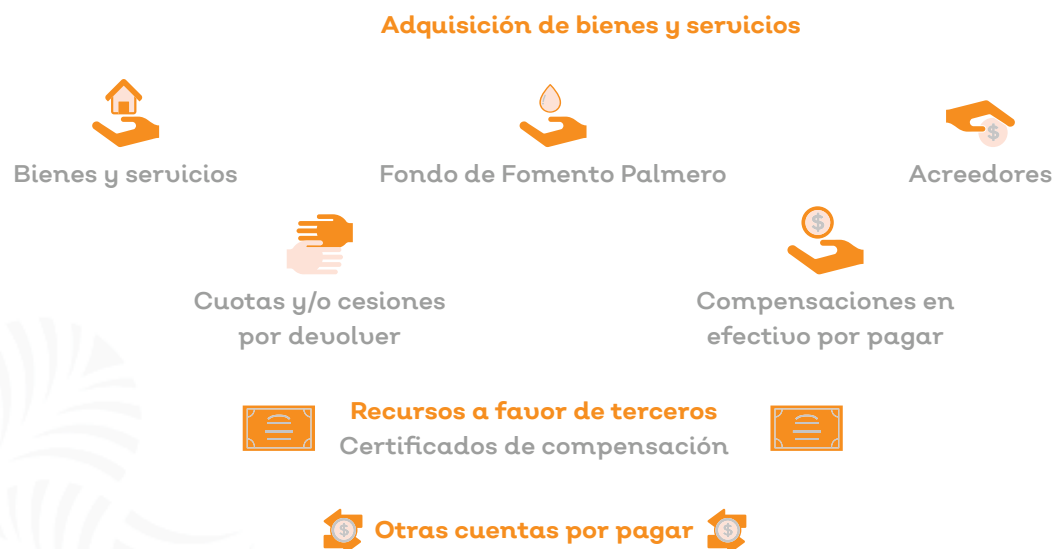 Adquisición de bienes y servicios
Bienes y servicios
Fondo de Fomento Palmero
Acreedores
Cuotas y/o cesiones
por devolver
Compensaciones en
efectivo por pagar
Recursos a favor de terceros
Certificados de compensación
Otras cuentas por pagar